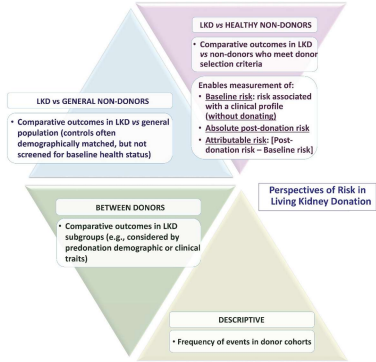 LKD vs HEALTHY NON-DONORS
• Comparative outcomes in LKD
vs non-donors who meet donor
selection criteria
Enables measurement of:
• Baseline risk: risk associated
with a clinical profile
(without donating)
• Absolute post-donation risk
• Attributable risk: [Post-
donation risk – Baseline risk]
LKD vs GENERAL NON-DONORS
• Comparative outcomes in LKD vs general
population (controls often
demographically matched, but not
screened for baseline health status)
Perspectives of Risk in
Living Kidney Donation
BETWEEN DONORS
• Comparative outcomes in LKD
subgroups (e.g., considered by
predonation demographic or clinical
traits)
DESCRIPTIVE
• Frequency of events in donor cohorts